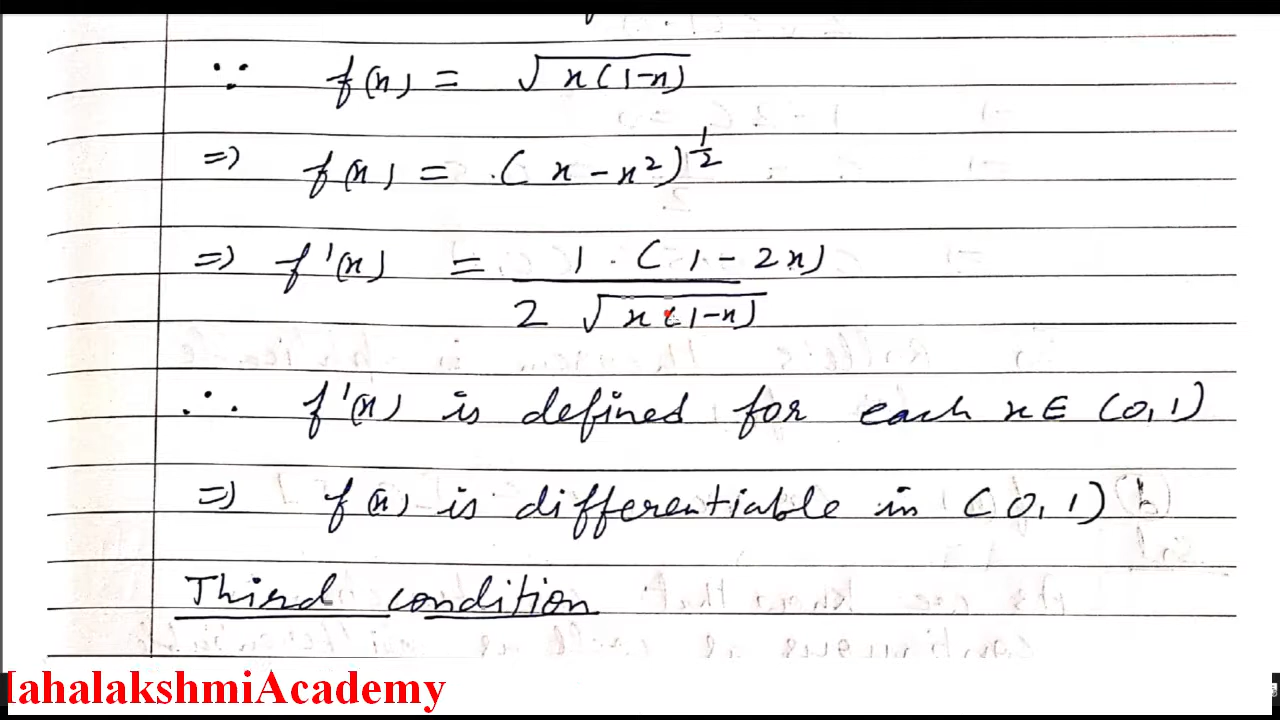 ∵ f(x) = √x(1-x)
⇒ f(x) = .(x - x²)^1/2
⇒ f'(x) = 1 . (1 - 2x) / 2 √x(1-x)
∴ f'(x) is defined for each x ∈ (0,1)
⇒ f(x) is differentiable in (0,1)
Third condition
ahalakshmiAcademy